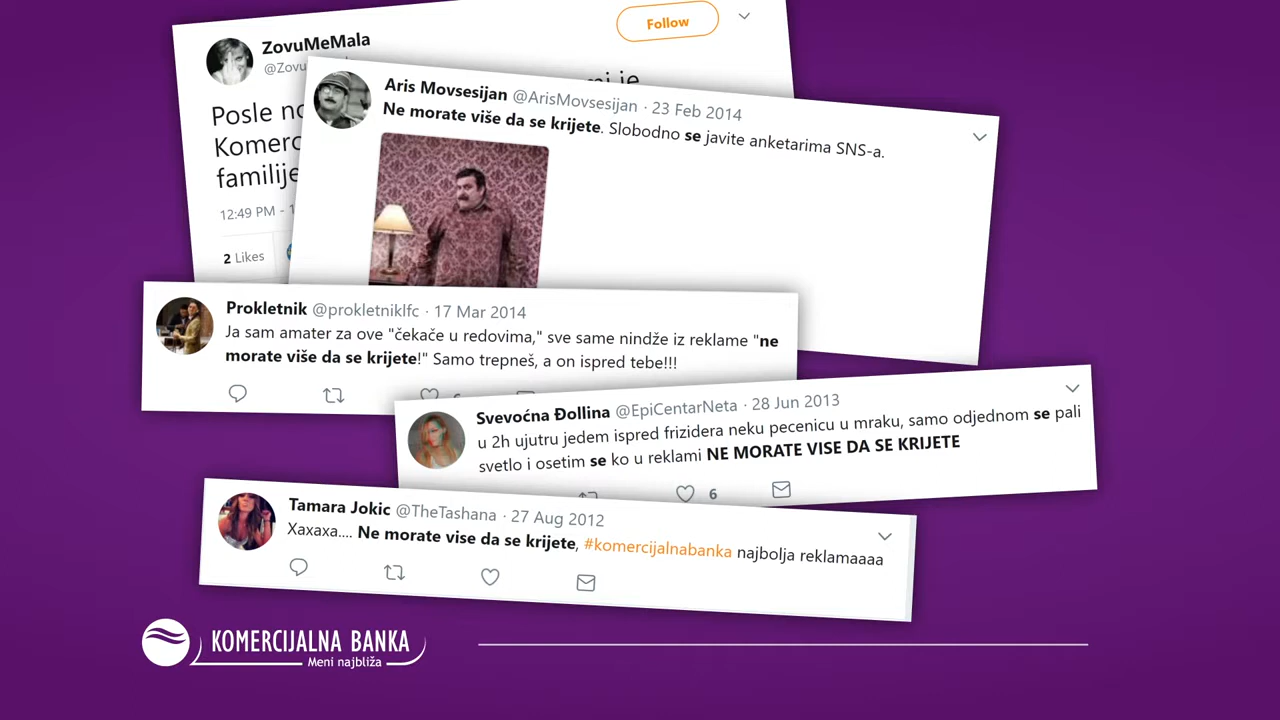 ZovuMeMala
Follow
Posle
Komerc
familije
12:49 PM -
2 Likes
Aris Movsesijan @ArisMovsesijan · 23 Feb 2014
Ne morate više da se krijete. Slobodno se javite anketarima SNS-a.
Prokletnik @prokletniklfc · 17 Mar 2014
Ja sam amater za ove "čekače u redovima," sve same nindže iz reklame "ne
morate više da se krijete!" Samo trepneš, a on ispred tebe!!!
Svevoćna Đollina @EpiCentarNeta · 28 Jun 2013
u 2h ujutru jedem ispred frizidera neku pecenicu u mraku, samo odjednom se pali
svetlo i osetim se ko u reklami NE MORATE VISE DA SE KRIJETE
6
Tamara Jokic @TheTashana · 27 Aug 2012
Xaxaxa.... Ne morate vise da se krijete, #komercijalnabanka najbolja reklamaaaa
KOMERCIJALNA BANKA
Meni najbliža